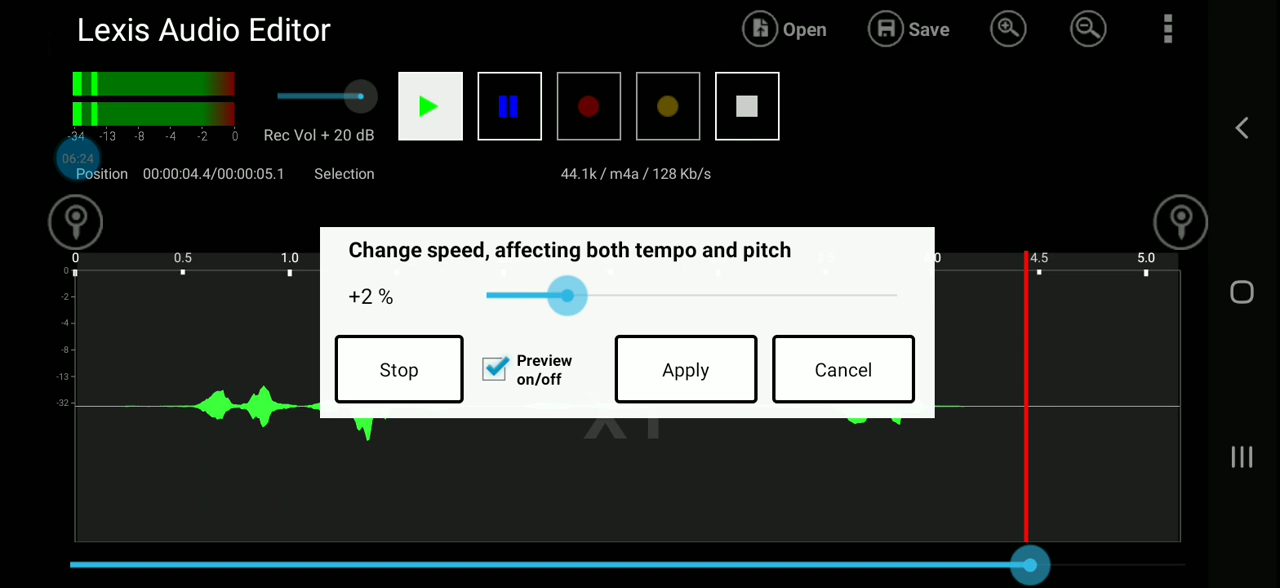 Lexis Audio Editor
Open
Save
-34 -13 -8 -4 -2 0
Rec Vol + 20 dB
06:24
Position 00:00:04.4/00:00:05.1 Selection 44.1k / m4a / 128 Kb/s
Change speed, affecting both tempo and pitch
0 0.5 1.0 4.5 5.0
0
-2
-4
-8
-13
-32
+2 %
Stop
Preview
on/off
Apply
Cancel